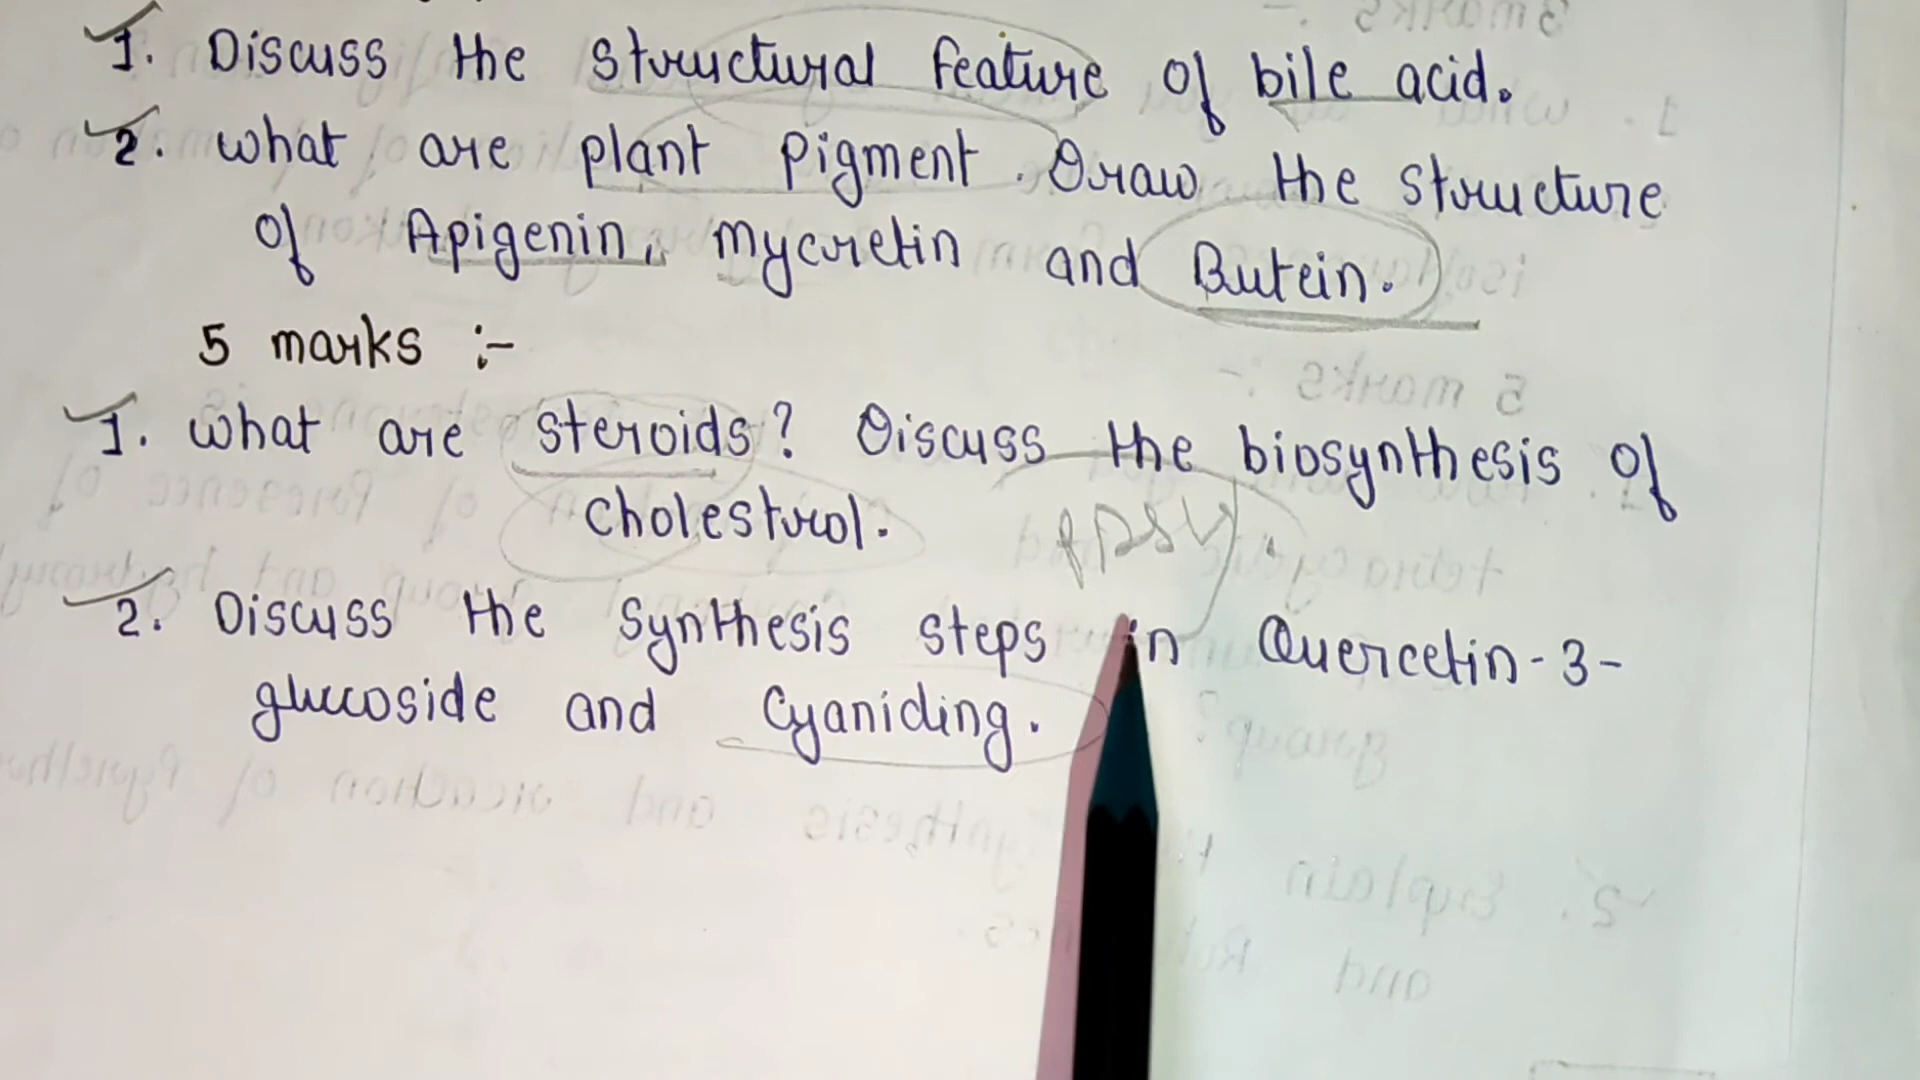 1. Discuss the structural feature of bile acid.
2. What are plant pigment. Draw the structure
of Apigenin, mycretin and Butein.
5 marks :-
1. What are steroids? Discuss the biosynthesis of
cholestrol.
2. Discuss the synthesis steps in Quercetin-3-
glucoside and Cyaniding.